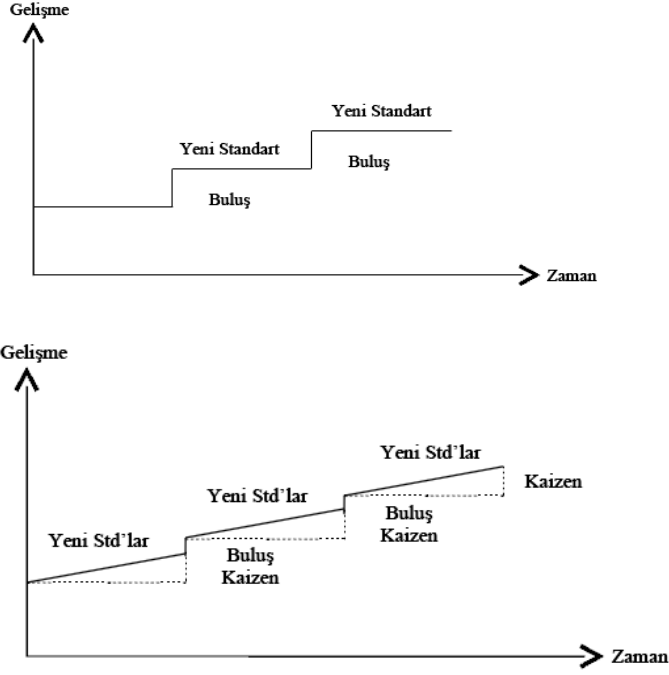 Gelişme
Yeni Standart
Yeni Standart
Buluş
Buluş
Zaman
Gelişme
Yeni Std’lar
Kaizen
Yeni Std’lar
Buluş
Kaizen
Yeni Std’lar
Buluş
Kaizen
Zaman